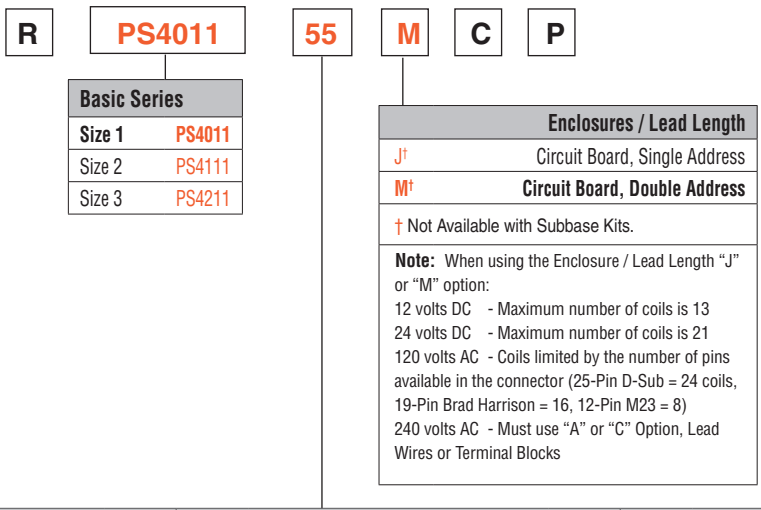 R PS4011 55 M C P
Basic Series
Size 1 PS4011
Size 2 PS4111
Size 3 PS4211
Enclosures / Lead Length
J† Circuit Board, Single Address
M† Circuit Board, Double Address
† Not Available with Subbase Kits.
Note: When using the Enclosure / Lead Length “J”
or “M” option:
12 volts DC - Maximum number of coils is 13
24 volts DC - Maximum number of coils is 21
120 volts AC - Coils limited by the number of pins
available in the connector (25-Pin D-Sub = 24 coils,
19-Pin Brad Harrison = 16, 12-Pin M23 = 8)
240 volts AC - Must use “A” or “C” Option, Lead
Wires or Terminal Blocks